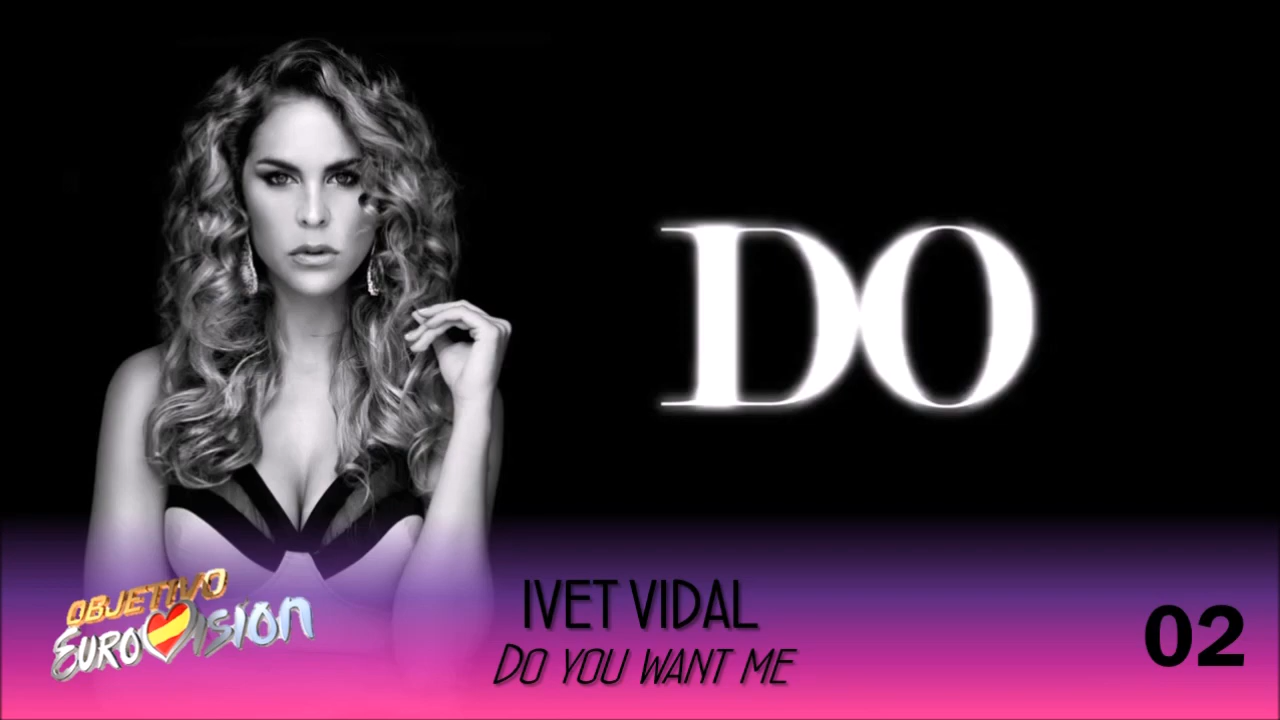 DO
OBJETIVO
EUROVISION
IVET VIDAL
DO YOU WANT ME
02